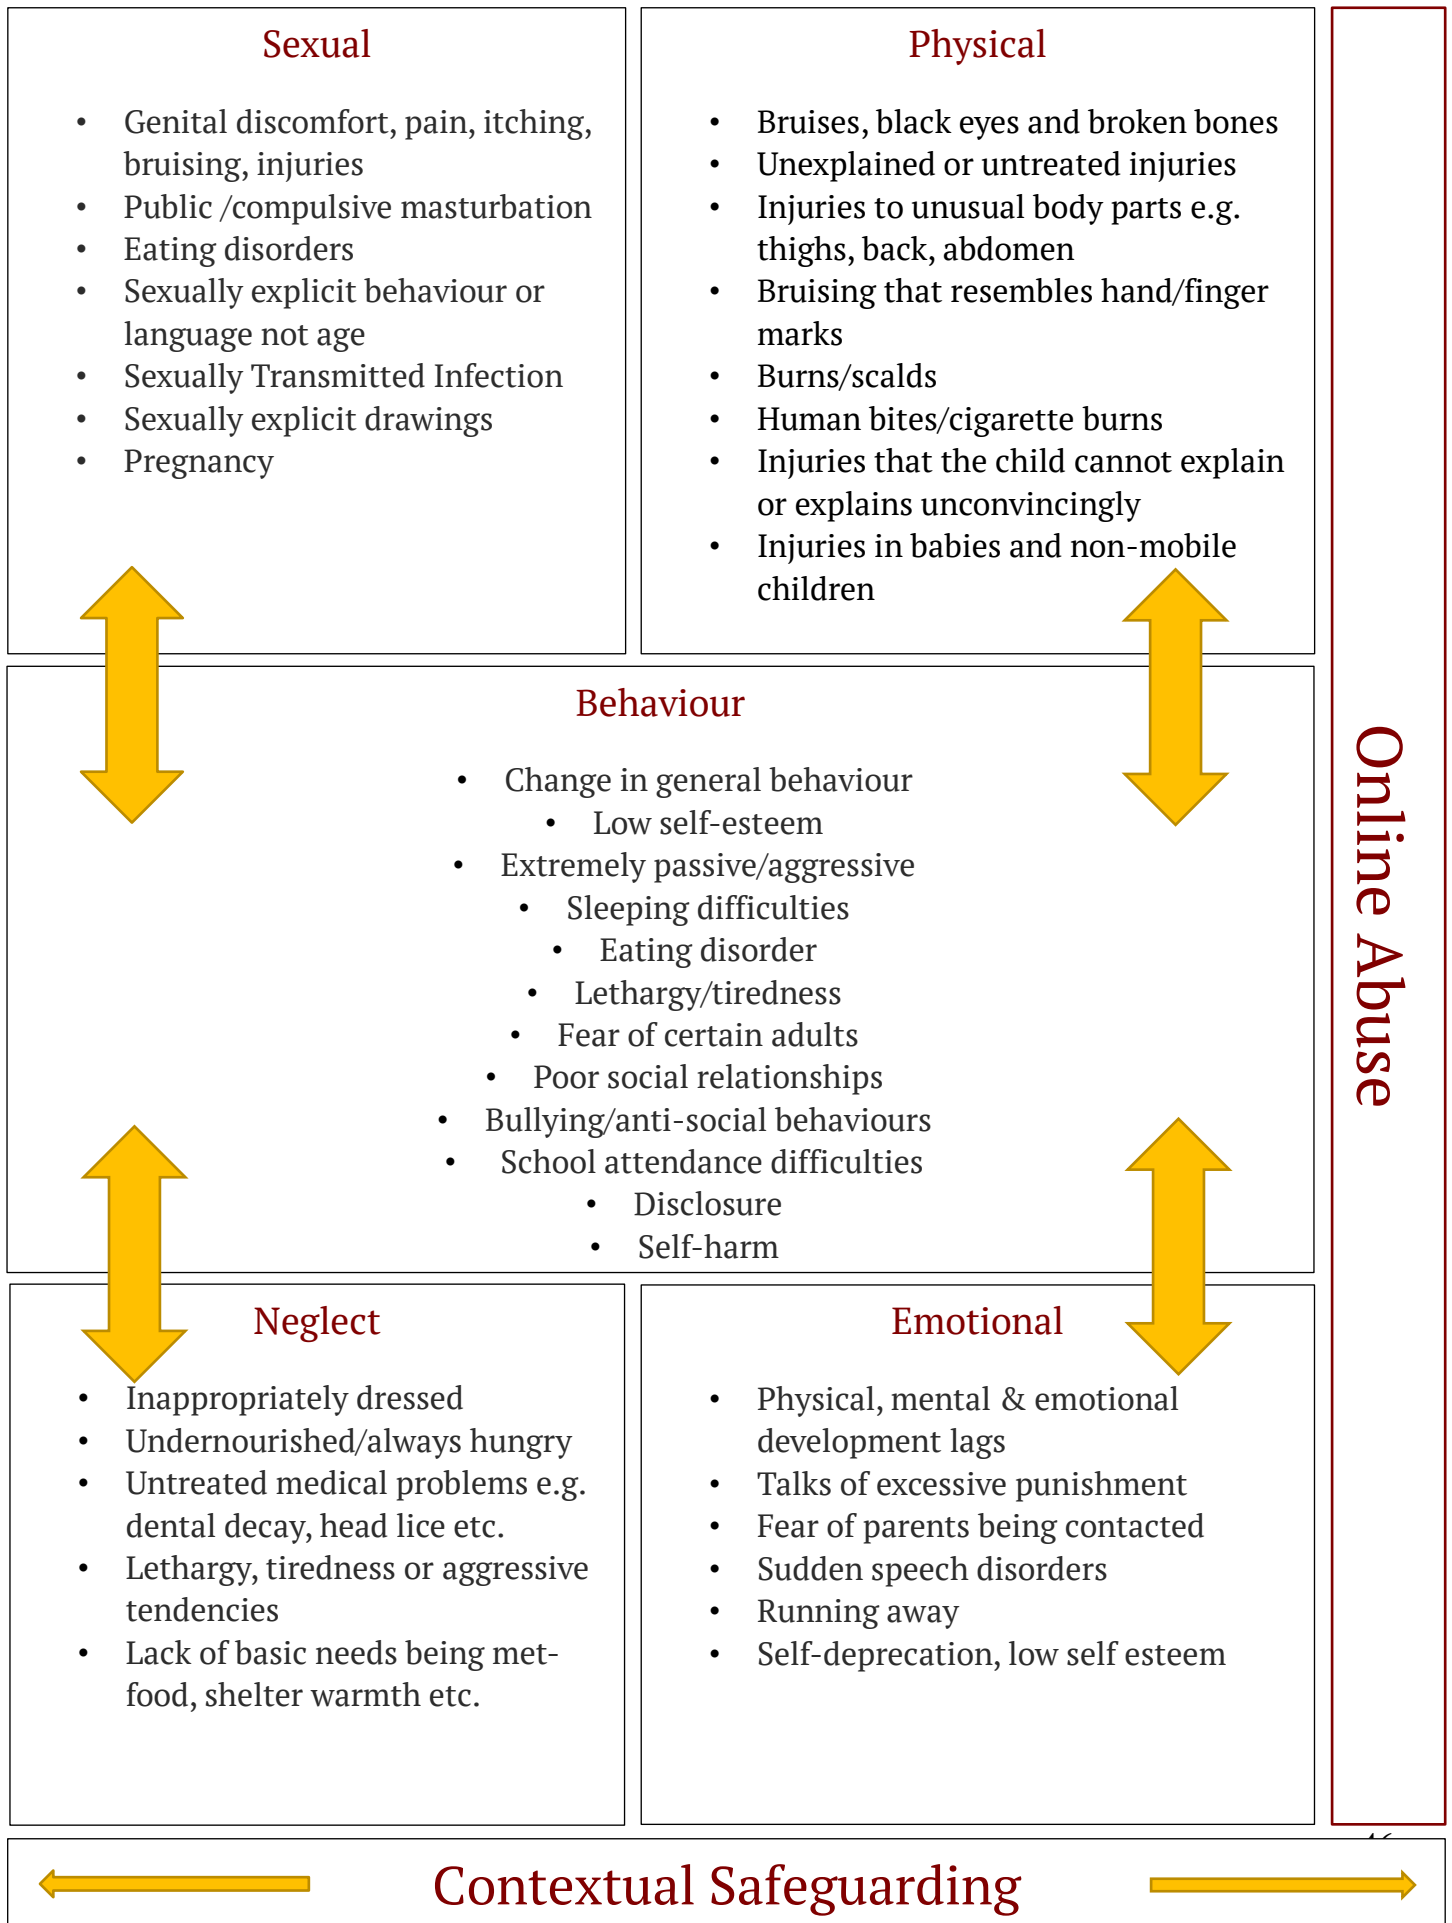 Sexual
• Genital discomfort, pain, itching,
bruising, injuries
• Public /compulsive masturbation
• Eating disorders
• Sexually explicit behaviour or
language not age
• Sexually Transmitted Infection
• Sexually explicit drawings
• Pregnancy
Physical
• Bruises, black eyes and broken bones
• Unexplained or untreated injuries
• Injuries to unusual body parts e.g.
thighs, back, abdomen
• Bruising that resembles hand/finger
marks
• Burns/scalds
• Human bites/cigarette burns
• Injuries that the child cannot explain
or explains unconvincingly
• Injuries in babies and non-mobile
children
Behaviour
• Change in general behaviour
• Low self-esteem
• Extremely passive/aggressive
• Sleeping difficulties
• Eating disorder
• Lethargy/tiredness
• Fear of certain adults
• Poor social relationships
• Bullying/anti-social behaviours
• School attendance difficulties
• Disclosure
• Self-harm
Neglect
• Inappropriately dressed
• Undernourished/always hungry
• Untreated medical problems e.g.
dental decay, head lice etc.
• Lethargy, tiredness or aggressive
tendencies
• Lack of basic needs being met-
food, shelter warmth etc.
Emotional
• Physical, mental & emotional
development lags
• Talks of excessive punishment
• Fear of parents being contacted
• Sudden speech disorders
• Running away
• Self-deprecation, low self esteem
Online Abuse
Contextual Safeguarding